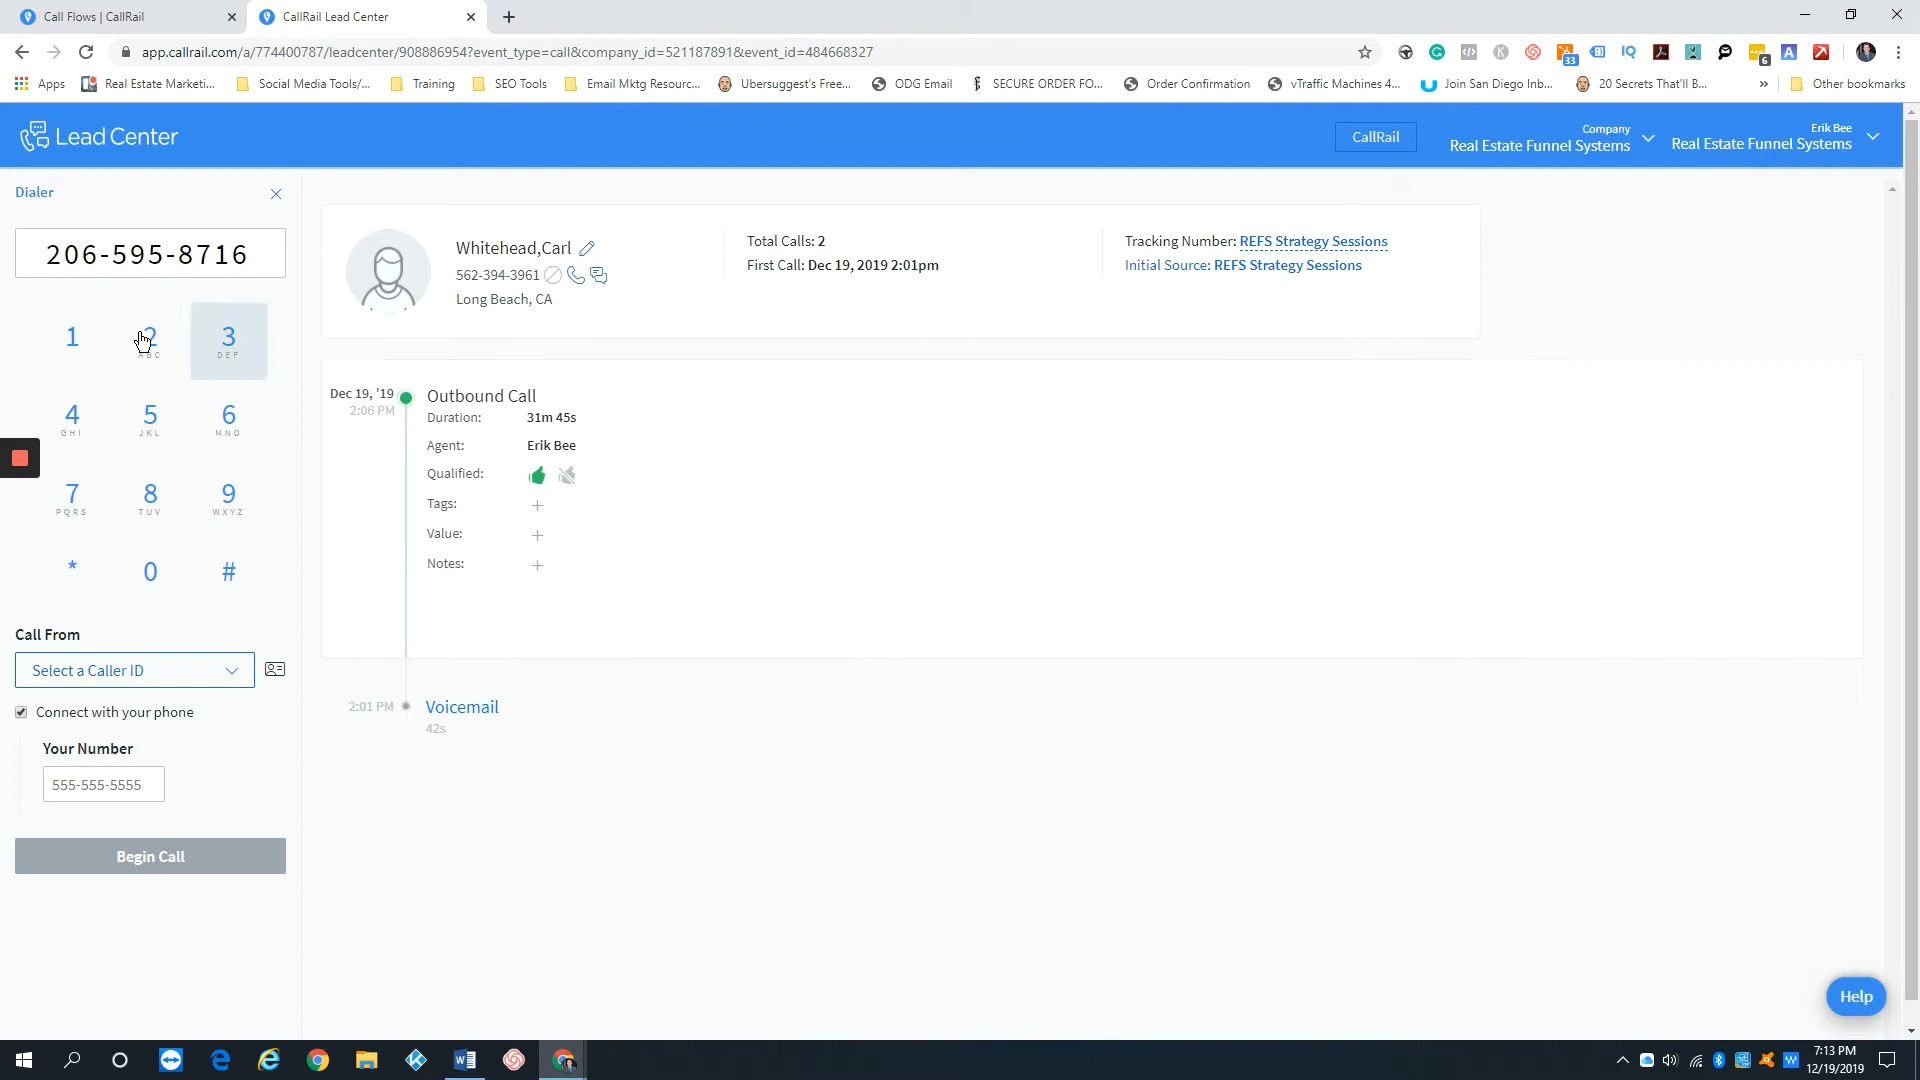 Call Flows | CallRail
CallRail Lead Center
app.callrail.com/a/774400787/leadcenter/908886954?event_type=call&company_id=521187891&event_id=484668327
33
IQ
6
A
Apps
Real Estate Marketi...
Social Media Tools/...
Training
SEO Tools
Email Mktg Resourc...
Ubersuggest's Free...
ODG Email
SECURE ORDER FO...
Order Confirmation
vTraffic Machines 4...
Join San Diego Inb...
20 Secrets That'll B...
»
Other bookmarks
Lead Center
CallRail
Company
Real Estate Funnel Systems
Erik Bee
Real Estate Funnel Systems
Dialer
206-595-8716
1
2
ABC
3
DEF
4
GHI
5
JKL
6
MNO
7
PQRS
8
TUV
9
WXYZ
*
0
#
Call From
Select a Caller ID
Connect with your phone
Your Number
555-555-5555
Begin Call
Whitehead,Carl
562-394-3961
Long Beach, CA
Total Calls: 2
First Call: Dec 19, 2019 2:01pm
Tracking Number: REFS Strategy Sessions
Initial Source: REFS Strategy Sessions
Dec 19, '19
2:06 PM
Outbound Call
Duration: 31m 45s
Agent: Erik Bee
Qualified:
Tags: +
Value: +
Notes: +
2:01 PM
Voicemail
42s
Help
7:13 PM
12/19/2019